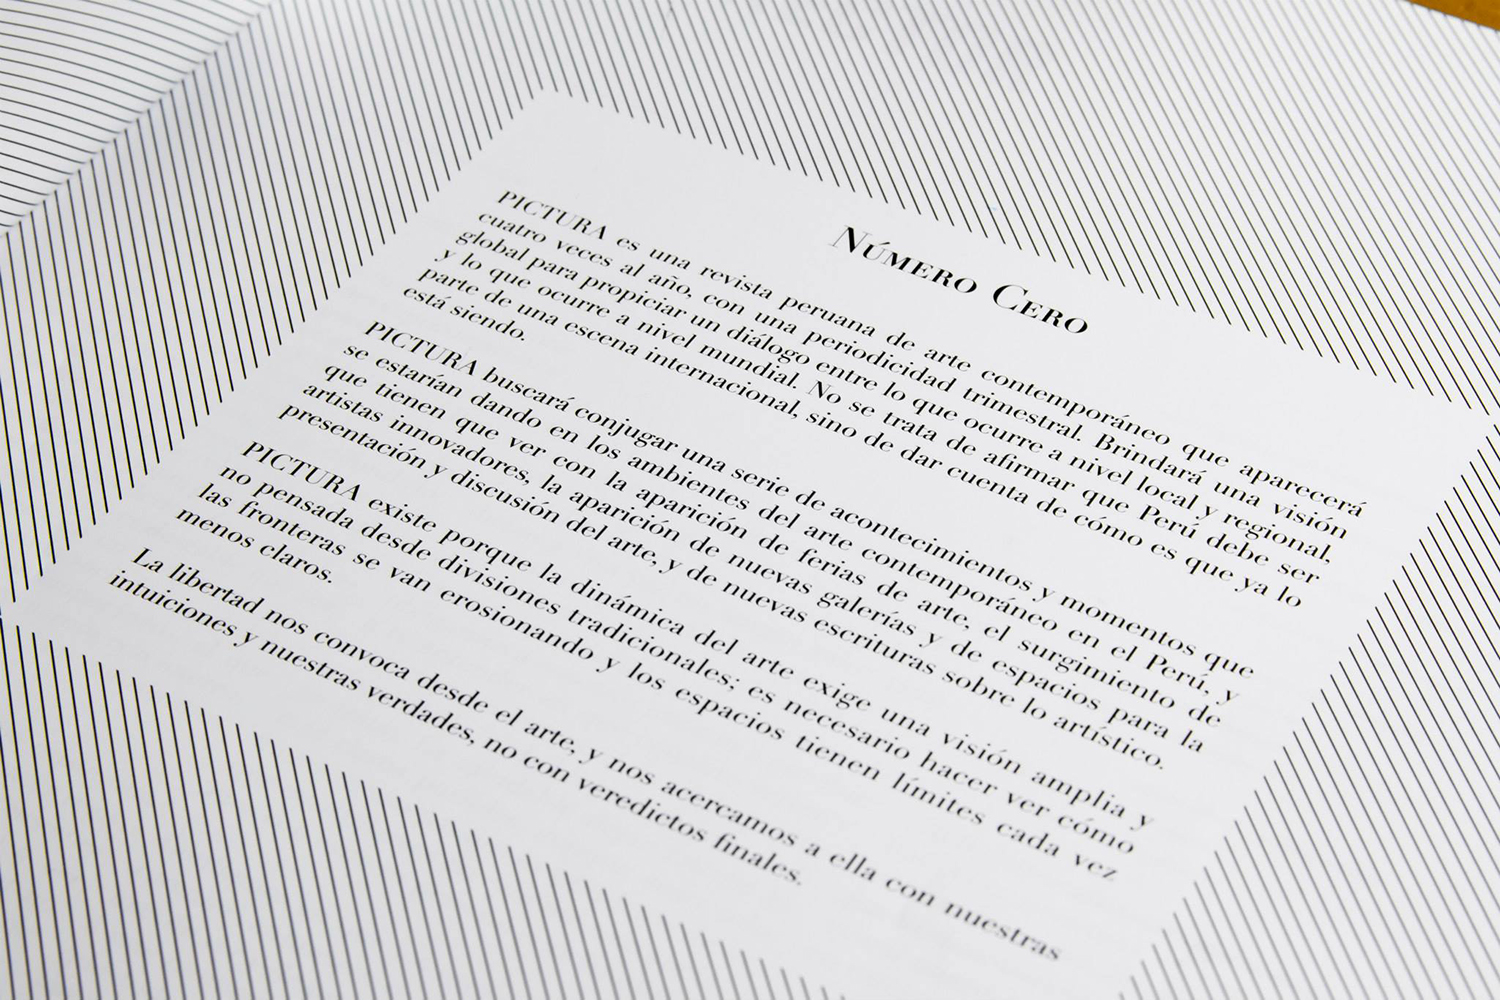 Número Cero
PICTURA es una revista peruana de arte contemporáneo que aparecerá
cuatro veces al año, con una periodicidad trimestral. Brindará una visión
global para propiciar un diálogo entre lo que ocurre a nivel local y regional,
y lo que ocurre a nivel mundial. No se trata de afirmar que Perú debe ser
parte de una escena internacional, sino de dar cuenta de cómo es que ya lo
está siendo.
PICTURA buscará conjugar una serie de acontecimientos y momentos que
se estarían dando en los ambientes del arte contemporáneo en el Perú, y
que tienen que ver con la aparición de ferias de arte, el surgimiento de
artistas innovadores, la aparición de nuevas galerías y de espacios para la
presentación y discusión del arte, y de nuevas escrituras sobre lo artístico.
PICTURA existe porque la dinámica del arte exige una visión amplia y
no pensada desde divisiones tradicionales; es necesario hacer ver cómo
las fronteras se van erosionando y los espacios tienen límites cada vez
menos claros.
La libertad nos convoca desde el arte, y nos acercamos a ella con nuestras
intuiciones y nuestras verdades, no con veredictos finales.